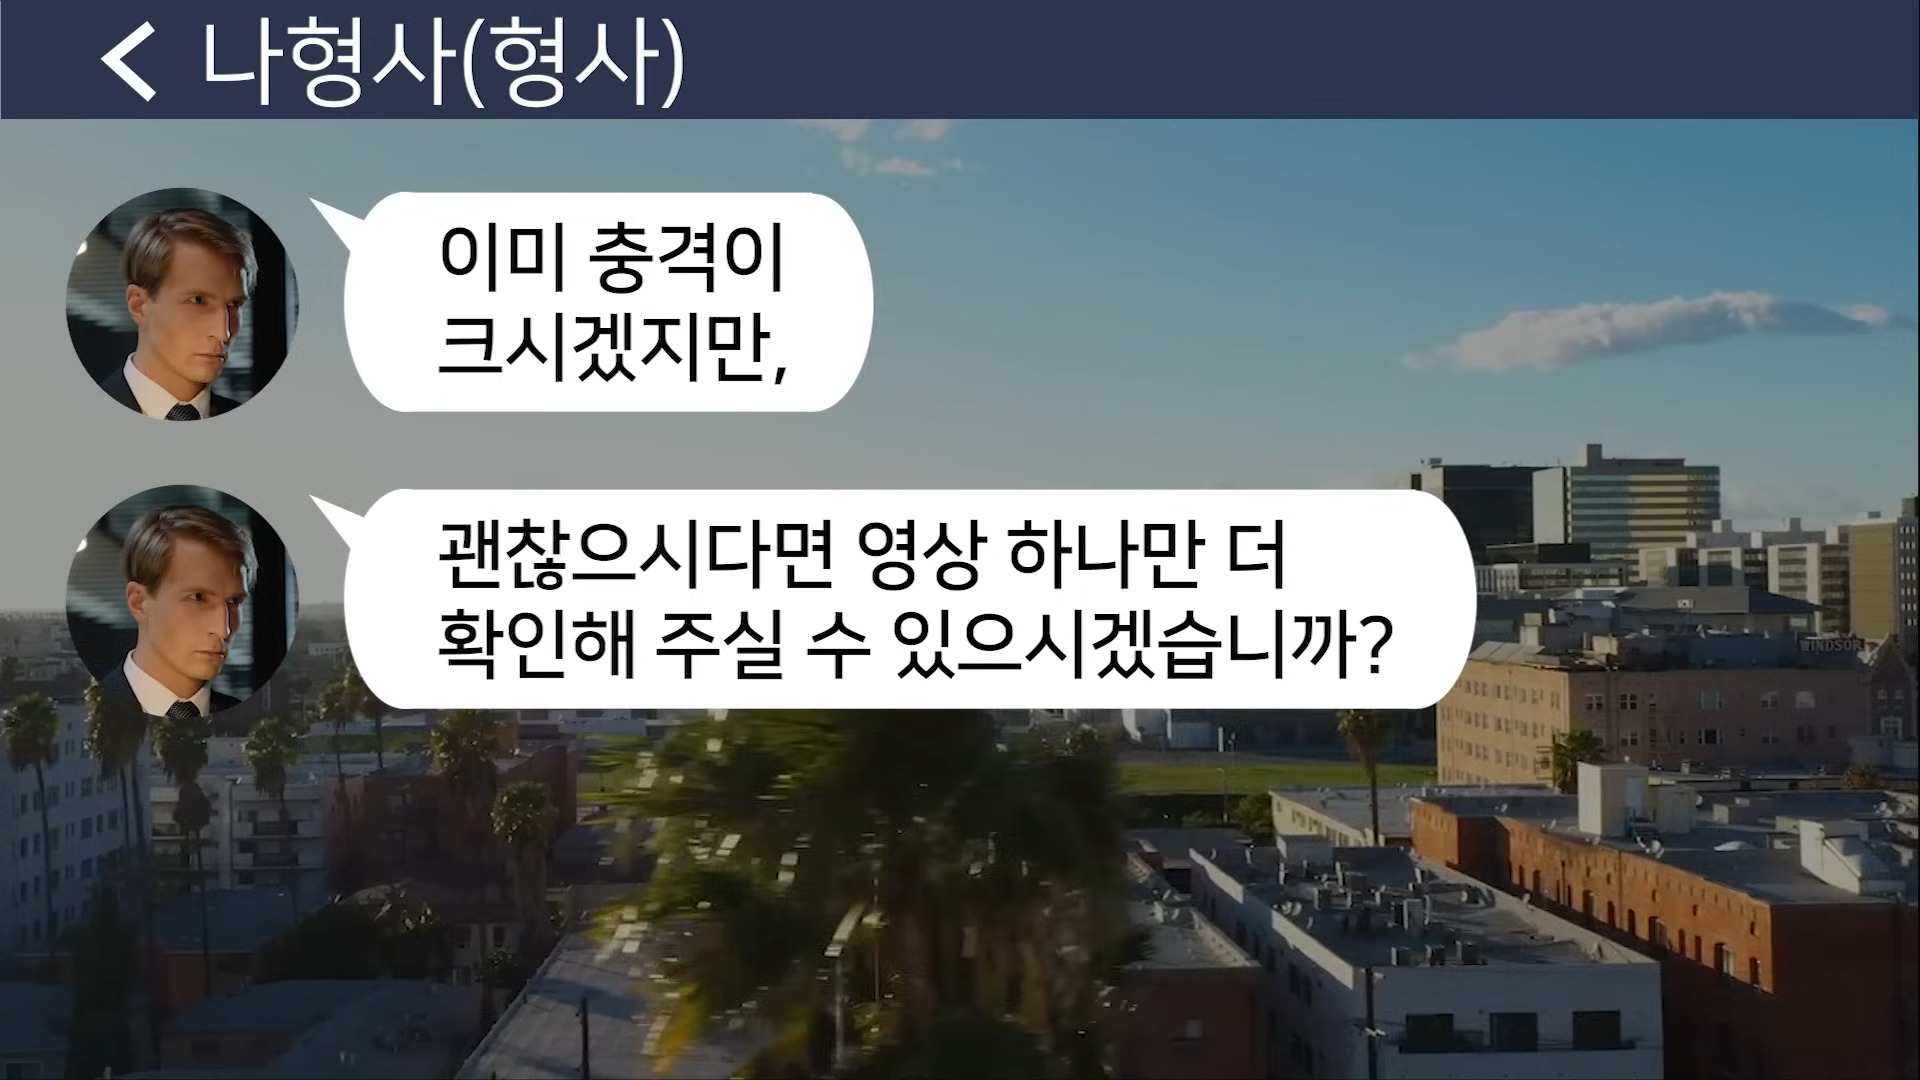 나형사(형사)
이미 충격이
크시겠지만,
괜찮으시다면 영상 하나만 더
확인해 주실 수 있으시겠습니까?
WINDSOR